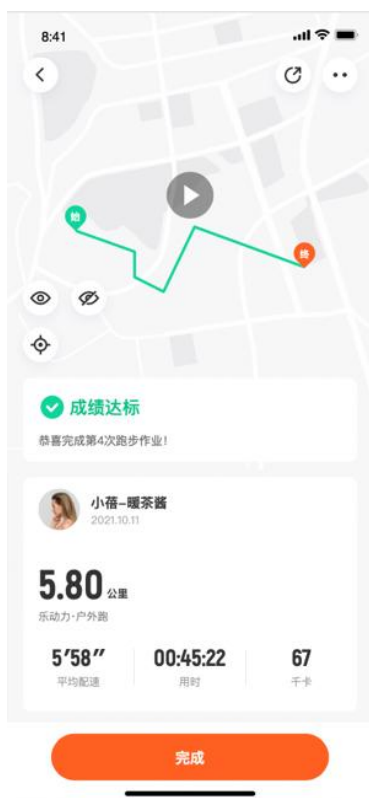 8:41
始
终
成绩达标
恭喜完成第4次跑步作业！
小蓓-暖茶酱
2021.10.11
5.80 公里
乐动力·户外跑
5′58″ 00:45:22 67
平均配速 用时 千卡
完成